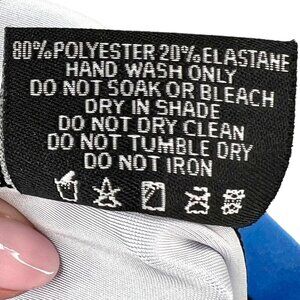 80% POLYESTER 20% ELASTANE
HAND WASH ONLY
DO NOT SOAK OR BLEACH
DRY IN SHADE
DO NOT DRY CLEAN
DO NOT TUMBLE DRY
DO NOT IRON